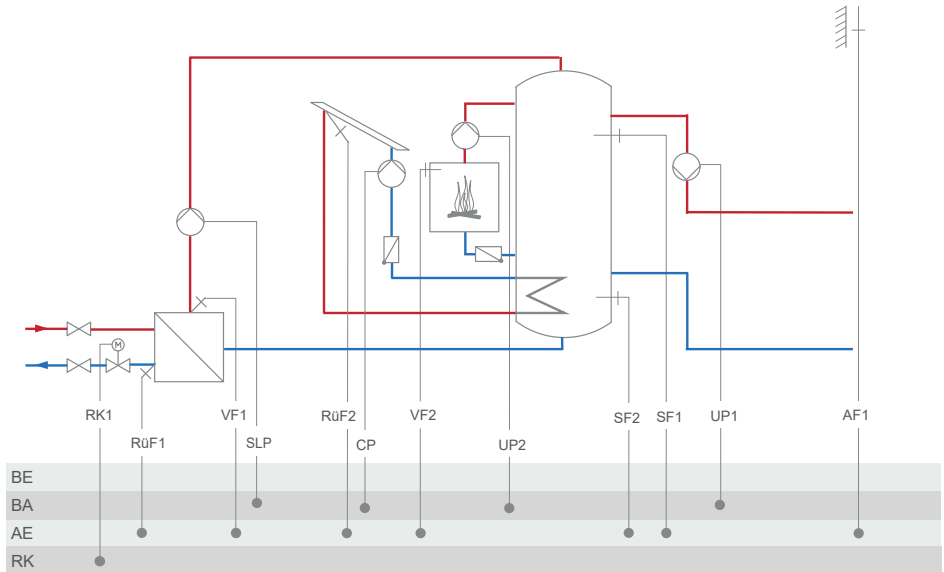 M
RK1
VF1
RüF2
VF2
SF2
SF1
UP1
AF1
RüF1
SLP
CP
UP2
BE
BA
AE
RK